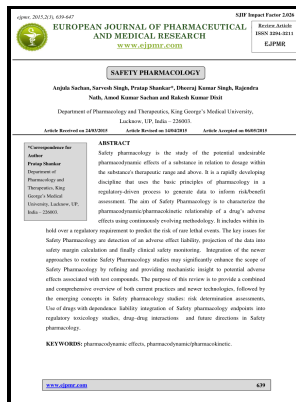 ejpmr, 2015,2(3), 639-647
SJIF Impact Factor 2.026
EUROPEAN JOURNAL OF PHARMACEUTICAL
AND MEDICAL RESEARCH
www.ejpmr.com
Review Article
ISSN 3294-3211
EJPMR
SAFETY PHARMACOLOGY
Anjula Sachan, Sarvesh Singh, Pratap Shankar*, Dheeraj Kumar Singh, Rajendra
Nath, Amod Kumar Sachan and Rakesh Kumar Dixit
Department of Pharmacology and Therapeutics, King George's Medical University,
Lucknow, UP, India – 226003.
Article Received on 24/03/2015
Article Revised on 14/04/2015
Article Accepted on 06/05/2015
*Correspondence for
Author
Pratap Shankar
Department of
Pharmacology and
Therapeutics, King
George's Medical
University, Lucknow, UP,
India – 226003.
ABSTRACT
Safety pharmacology is the study of the potential undesirable
pharmacodynamic effects of a substance in relation to dosage within
the substance's therapeutic range and above. It is a rapidly developing
discipline that uses the basic principles of pharmacology in a
regulatory-driven process to generate data to inform risk/benefit
assessment. The aim of Safety Pharmacology is to characterize the
pharmacodynamic/pharmacokinetic relationship of a drug's adverse
effects using continuously evolving methodology. It includes within its
hold over a regulatory requirement to predict the risk of rare lethal events. The key issues for
Safety Pharmacology are detection of an adverse effect liability, projection of the data into
safety margin calculation and finally clinical safety monitoring. Integration of the newer
approaches to routine Safety Pharmacology studies may significantly enhance the scope of
Safety Pharmacology by refining and providing mechanistic insight to potential adverse
effects associated with test compounds. The purpose of this review is to provide a combined
and comprehensive overview of both current practices and newer technologies, followed by
the emerging concepts in Safety pharmacology studies: risk determination assessments,
Use of drugs with dependence liability integration of Safety pharmacology endpoints into
regulatory toxicology studies, drug–drug interactions and future directions in Safety
pharmacology.
KEYWORDS: pharmacodynamic effects, pharmacodynamic/pharmacokinetic.
www.ejpmr.com
639